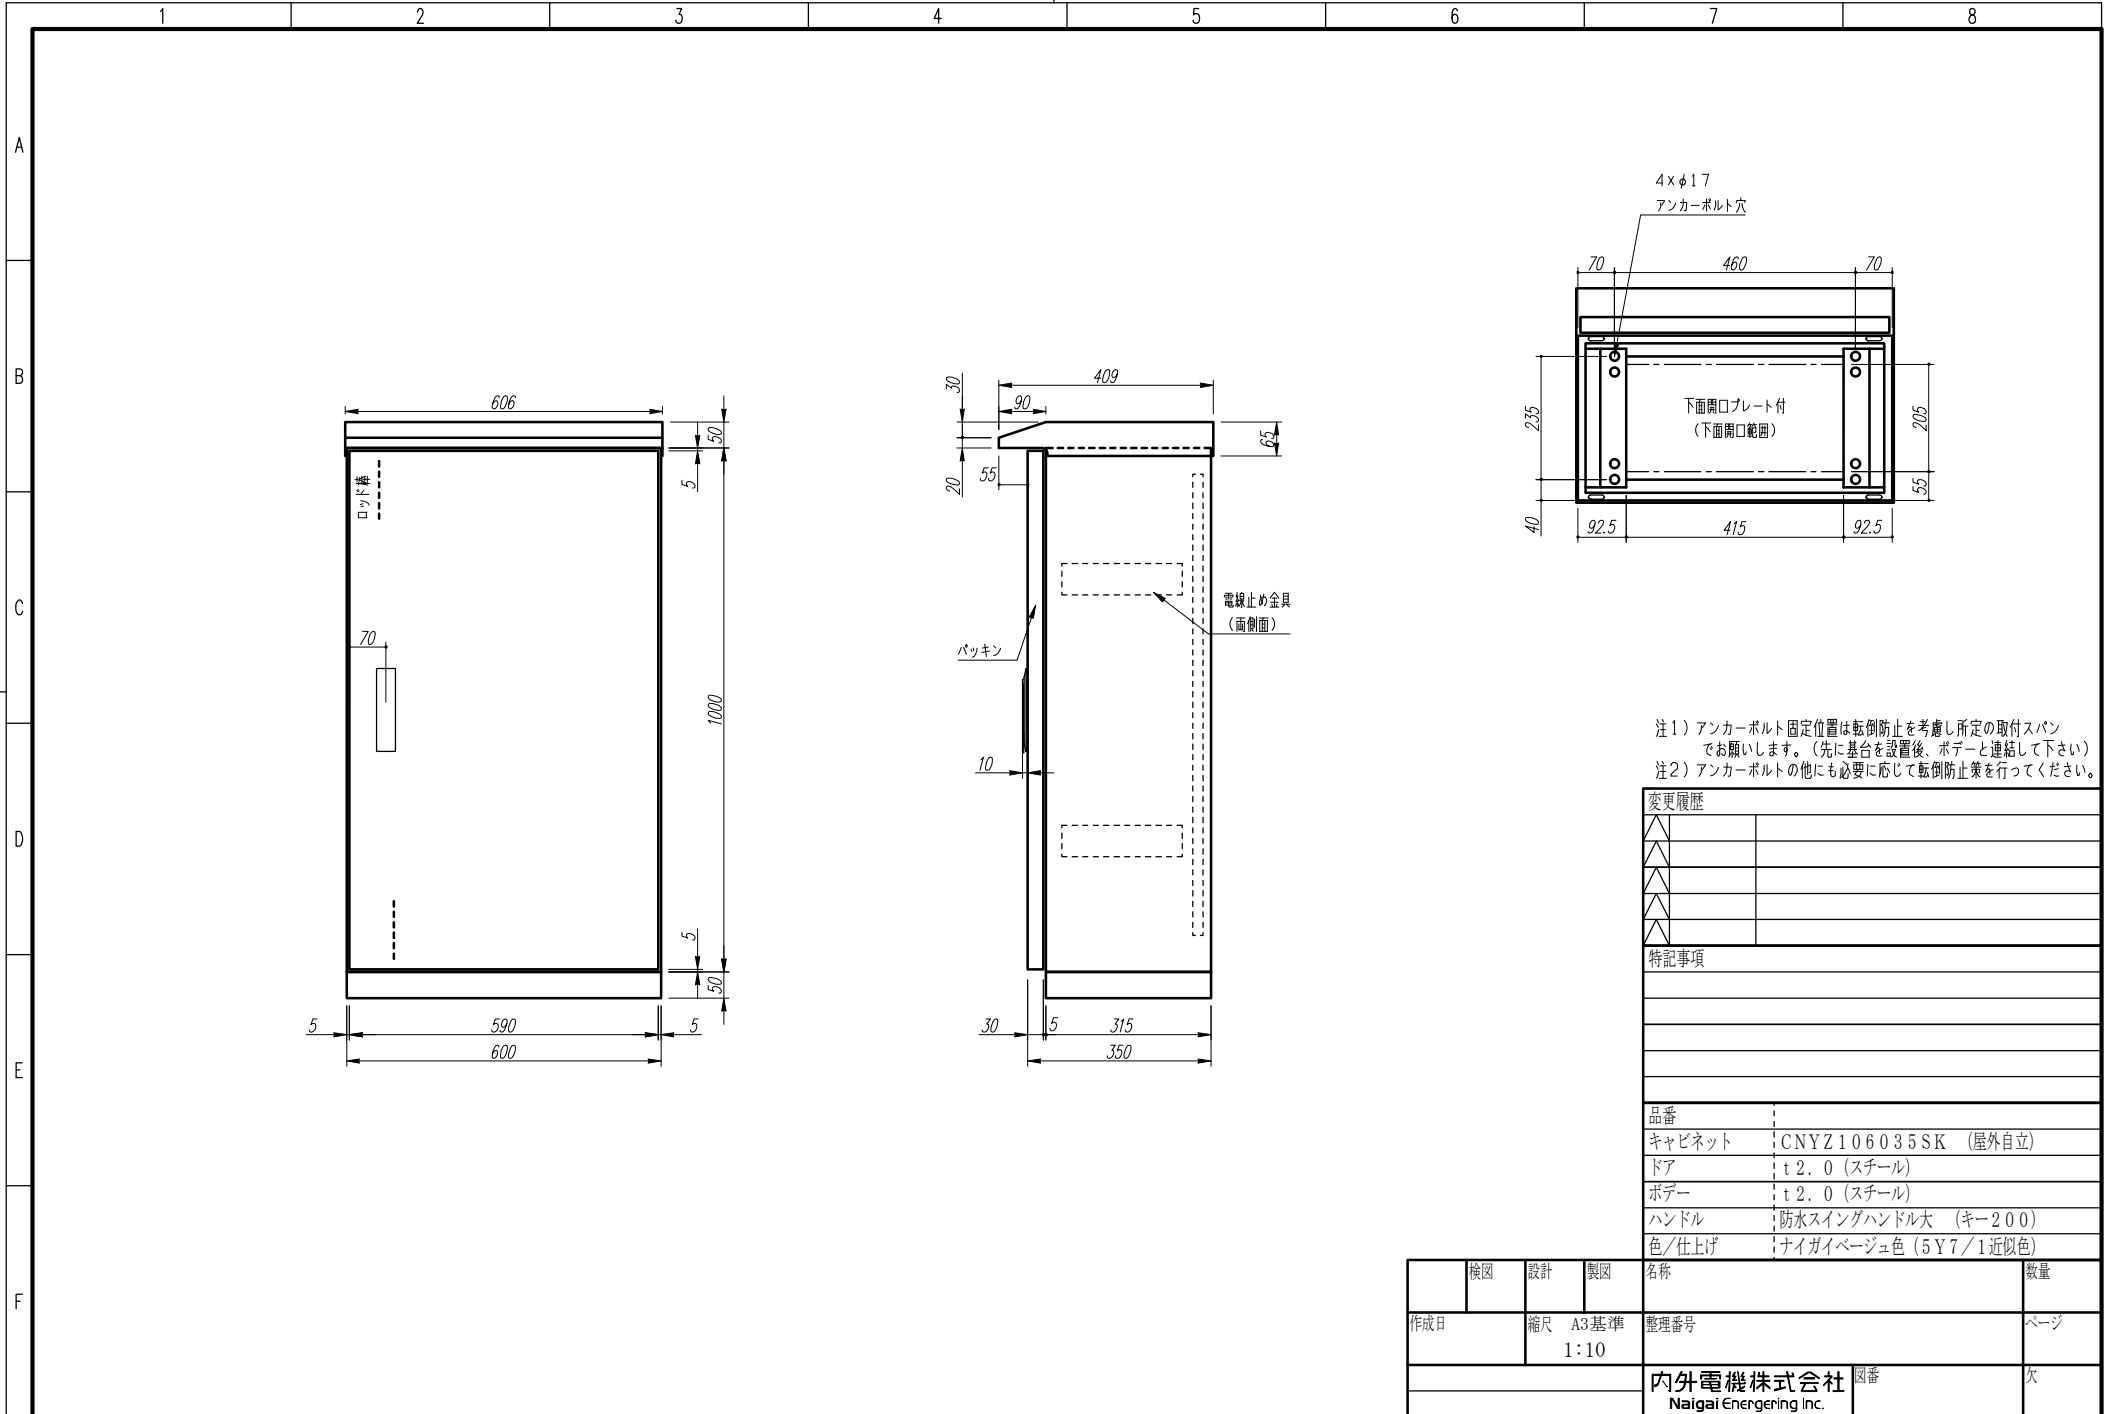 1 2 3 4 5 6 7 8
A
B
C
D
E
F
606
50
5
ロッド棒
70
1000
5
50
5
590
5
600
409
90
30
20
55
65
パッキン
電線止め金具
（両側面）
10
30
5
315
350
4×φ17
アンカーボルト穴
70
460
70
235
205
下面開口プレート付
（下面開口範囲）
55
40
92.5
415
92.5
注1）アンカーボルト固定位置は転倒防止を考慮し所定の取付スパン
でお願いします。（先に基台を設置後、ボデーと連結して下さい）
注2）アンカーボルトの他にも必要に応じて転倒防止策を行ってください。
変更履歴
特記事項
品番
キャビネット CNYZ106035SK （屋外自立）
ドア t2.0（スチール）
ボデー t2.0（スチール）
ハンドル 防水スイングハンドル大 （キー200）
色／仕上げ ナイガイベージュ色（5Y7／1近似色）
検図 設計 製図 名称 数量
作成日 縮尺 A3基準 整理番号 ページ
1:10
内外電機株式会社 図番 欠
Naigai Energering Inc.